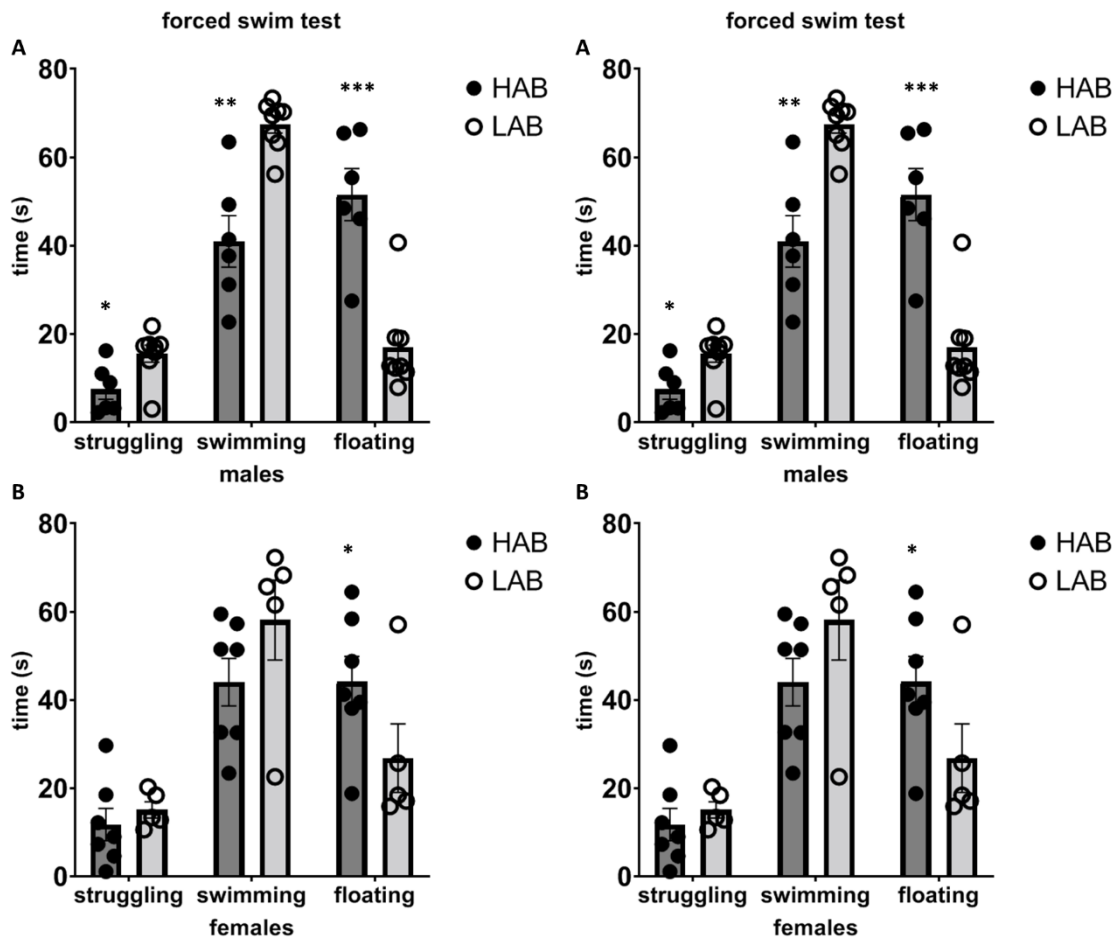 forced swim test
A
80
60
40
20
0
time (s)
*
**
***
HAB
LAB
struggling swimming floating
males
B
80
60
40
20
0
time (s)
*
HAB
LAB
struggling swimming floating
females
forced swim test
A
80
60
40
20
0
time (s)
*
**
***
HAB
LAB
struggling swimming floating
males
B
80
60
40
20
0
time (s)
*
HAB
LAB
struggling swimming floating
females